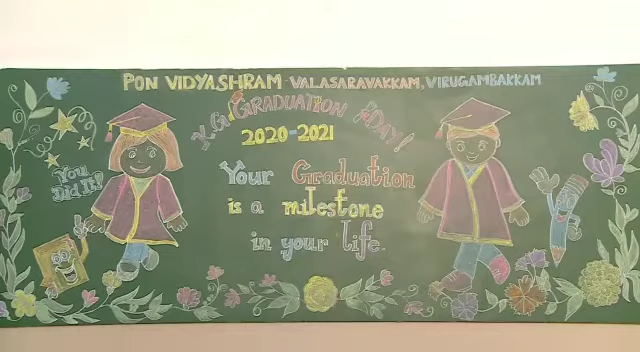 PON VIDYASHRAM - VALASARAVAKKAM, VIRUGAMBAKKAM
K.G GRADUATION DAY!
2020-2021
You Did It!
Your Graduation
is a milestone
in your life.